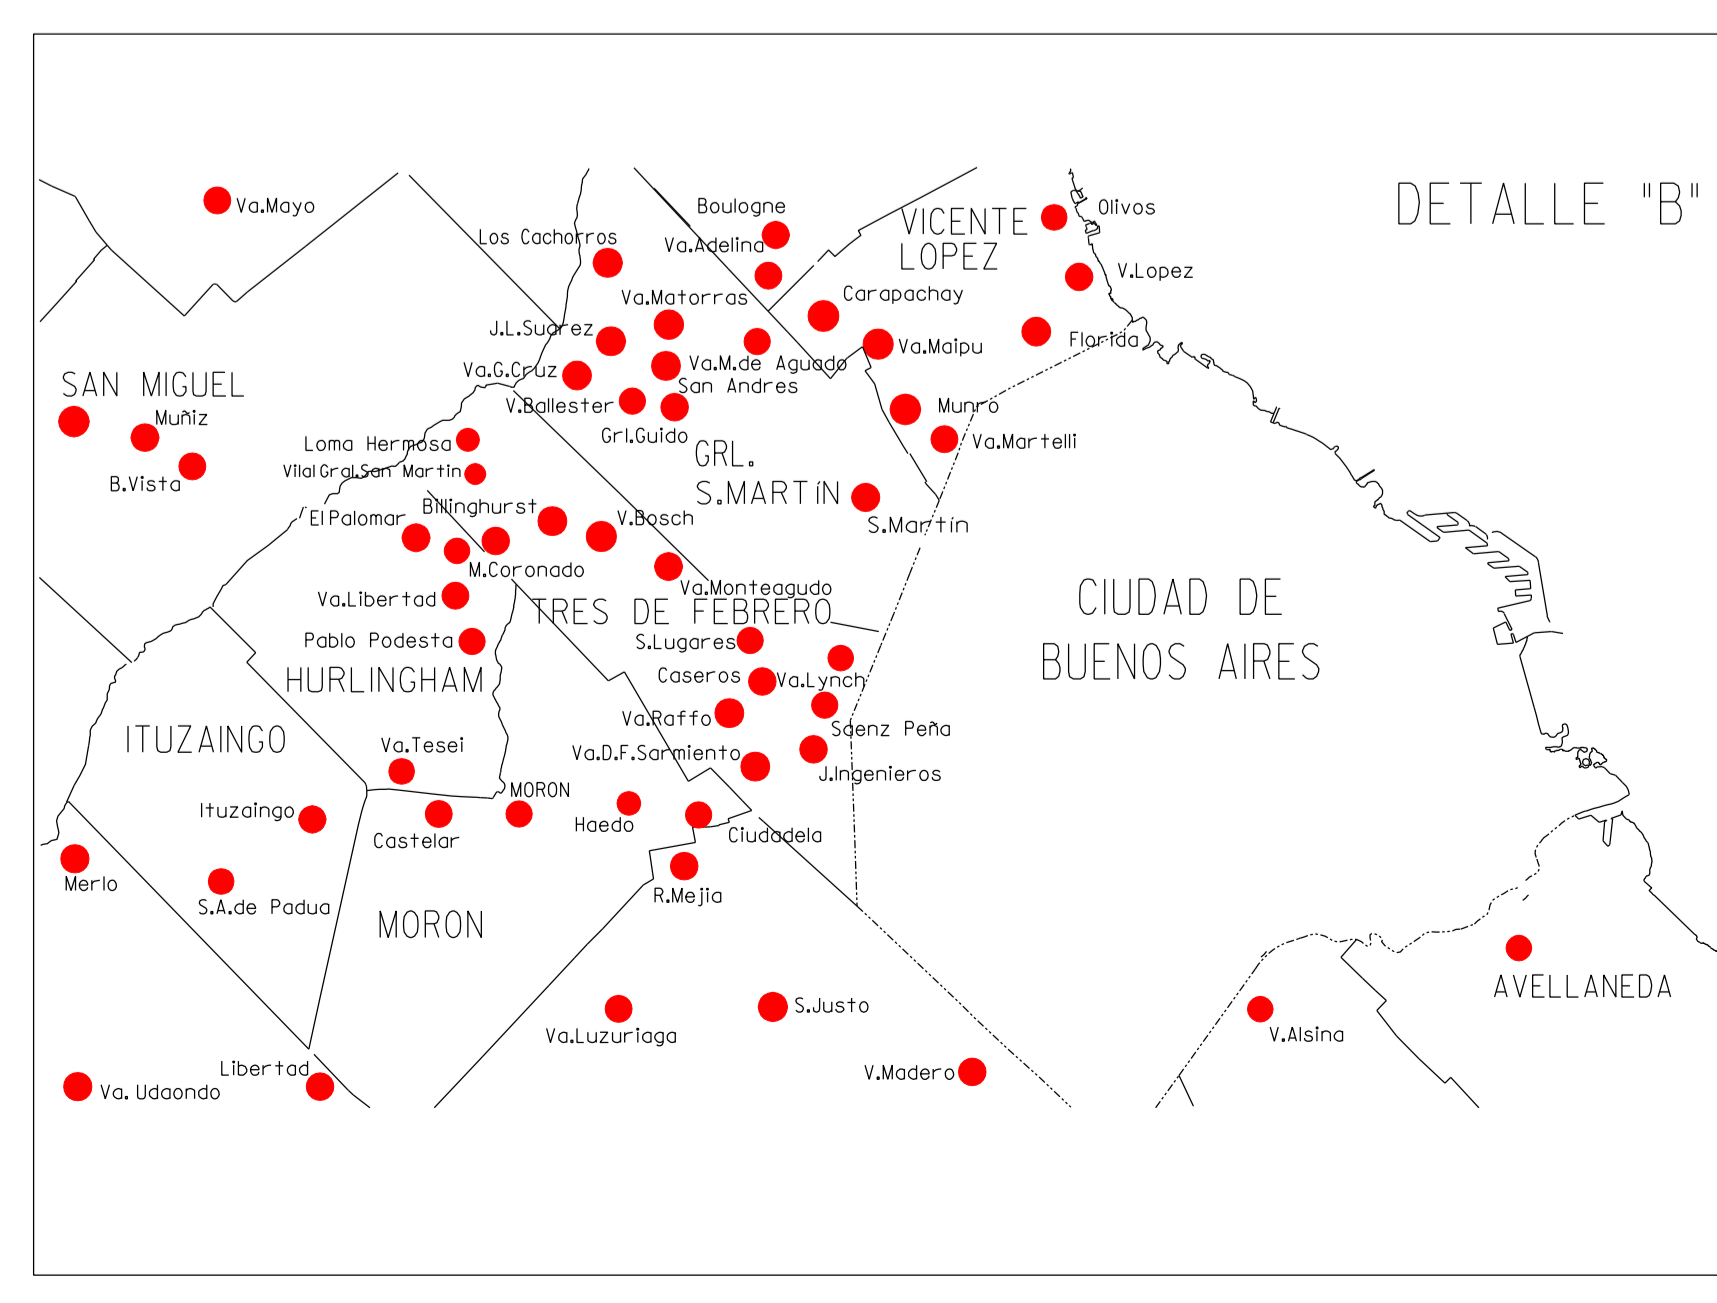 DETALLE "B"
Va.Mayo
Boulogne
Olivos
VICENTE
LOPEZ
Los Cachorros
Va.Adelina
V.Lopez
Va.Matorras
Carapachay
J.L.Suarez
Florida
Va.Maipu
Va.G.Cruz
Va.M.de Aguado
SAN MIGUEL
San Andres
V.Ballester
Munro
Muñiz
Grl.Guido
Loma Hermosa
Va.Martelli
GRL.
S.MARTíN
Vilal Gral.San Martin
B.Vista
Billinghurst
El Palomar
V.Bosch
S.Martín
M.Coronado
Va.Monteagudo
Va.Libertad
CIUDAD DE
BUENOS AIRES
TRES DE FEBRERO
Pablo Podesta
S.Lugares
HURLINGHAM
Caseros
Va.Lynch
Va.Raffo
Saenz Peña
ITUZAINGO
Va.Tesei
Va.D.F.Sarmiento
J.Ingenieros
MORON
Ituzaingo
Castelar
Haedo
Ciudadela
Merlo
R.Mejia
S.A.de Padua
MORON
AVELLANEDA
S.Justo
Va.Luzuriaga
V.Alsina
Libertad
V.Madero
Va. Udaondo